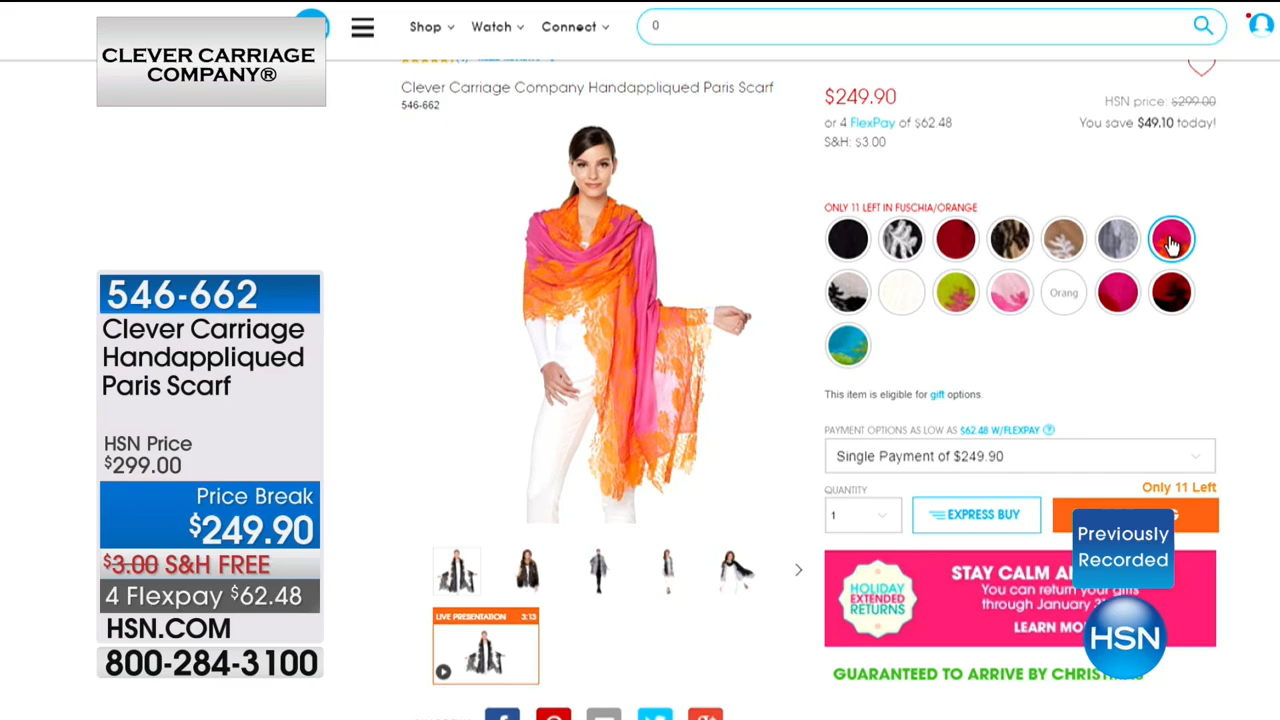 CLEVER CARRIAGE
COMPANY®
Shop
Watch
Connect
0
Clever Carriage Company Handappliqued Paris Scarf
546-662
$249.90
HSN price: $299.00
or 4 FlexPay of $62.48
You save $49.10 today!
S&H: $3.00
ONLY 11 LEFT IN FUSCHIA/ORANGE
Orang
This item is eligible for gift options.
PAYMENT OPTIONS AS LOW AS $62.48 W/FLEXPAY ?
Single Payment of $249.90
Only 11 Left
QUANTITY
1
EXPRESS BUY
G
546-662
Clever Carriage
Handappliqued
Paris Scarf
HSN Price
$299.00
Price Break
$249.90
$3.00 S&H FREE
4 Flexpay $62.48
HSN.COM
800-284-3100
LIVE PRESENTATION 3:13
Previously
Recorded
HOLIDAY
EXTENDED
RETURNS
STAY CALM A
You can return your gifts
through January 3
LEARN MO
HSN
GUARANTEED TO ARRIVE BY CHRIST